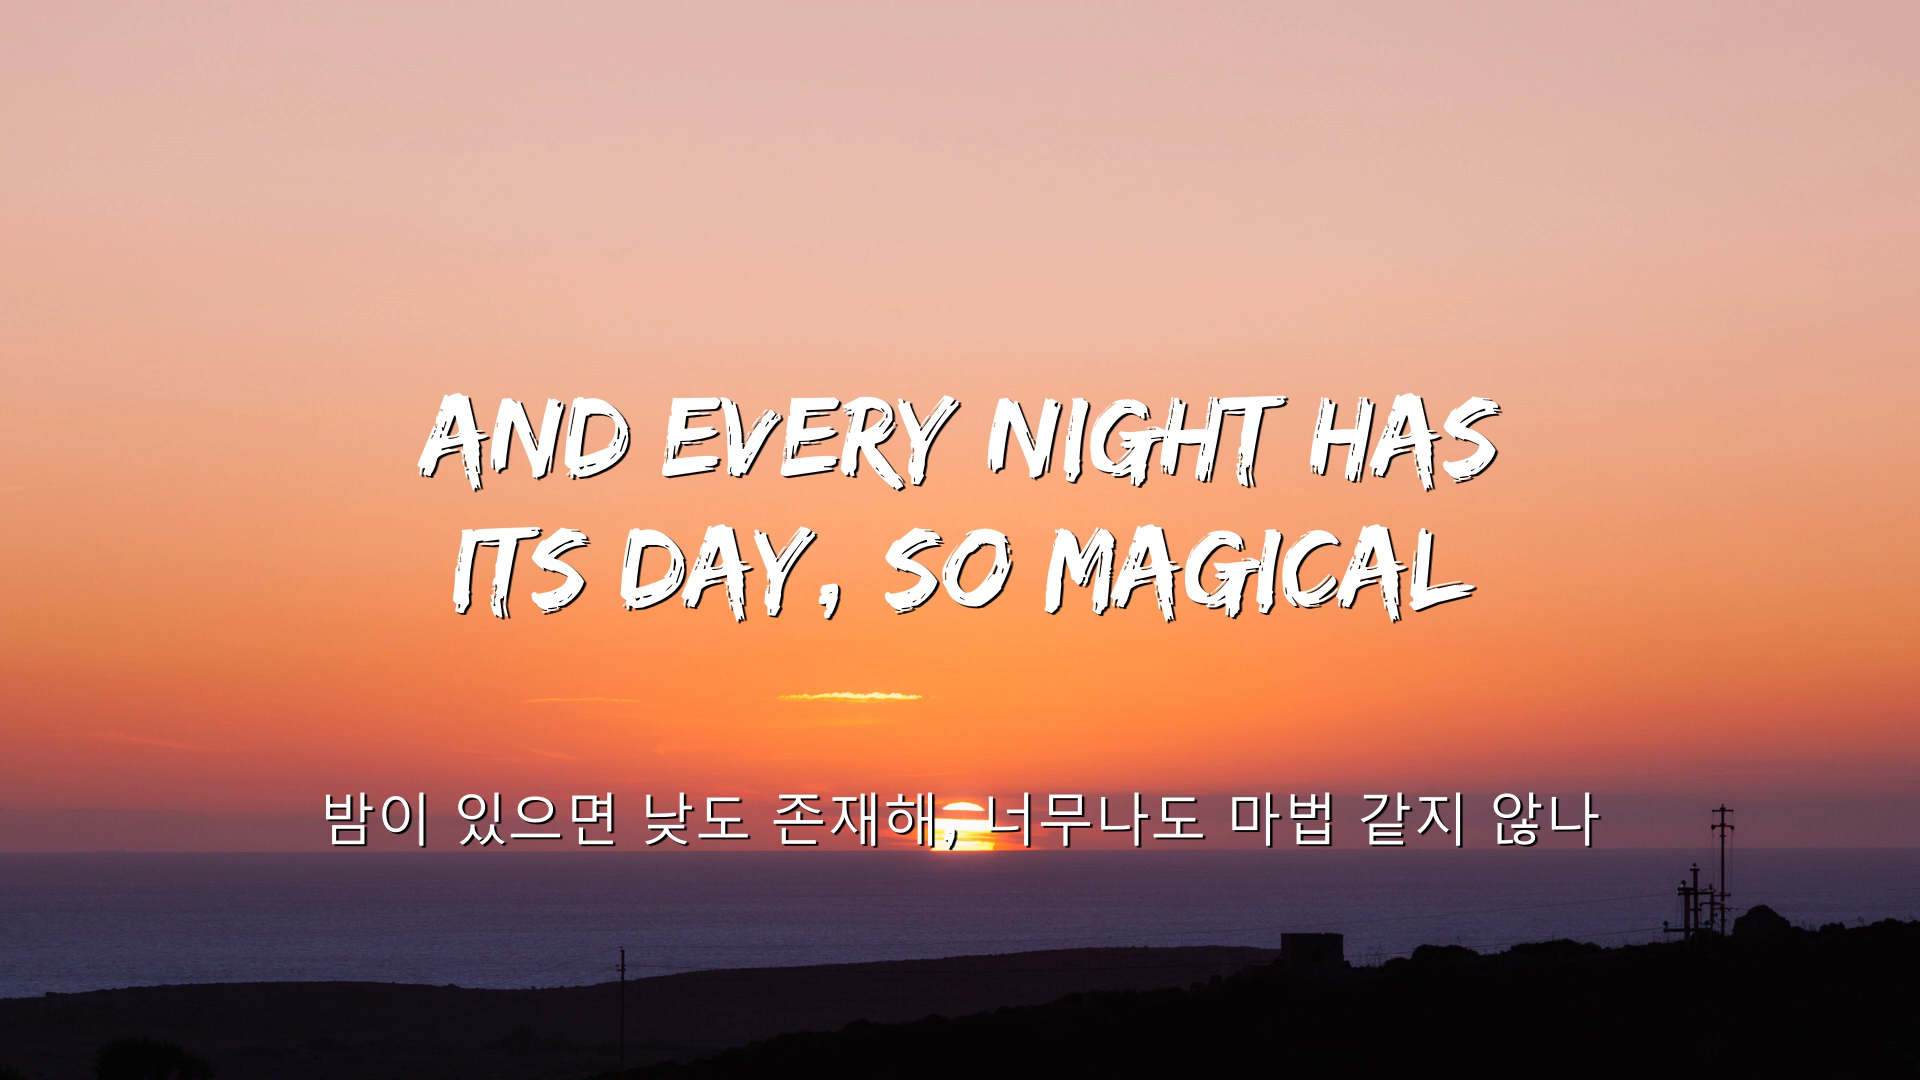 AND EVERY NIGHT HAS
ITS DAY, SO MAGICAL
밤이 있으면 낮도 존재해, 너무나도 마법 같지 않나